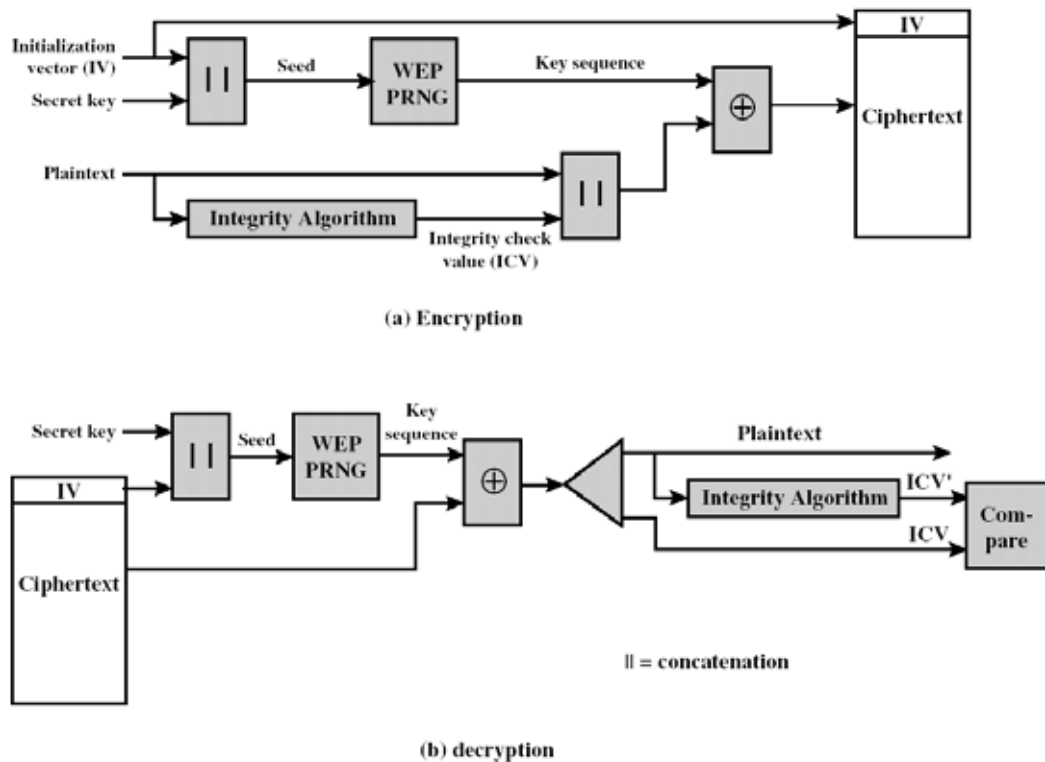 IV
Initialization
vector (IV)
Seed
WEP
PRNG
Key sequence
| |
Secret key
⊕
Ciphertext
Plaintext
| |
Integrity Algorithm
Integrity check
value (ICV)
(a) Encryption
Secret key
| |
Seed
WEP
PRNG
Key
sequence
⊕
Plaintext
IV
Integrity Algorithm
ICV'
ICV
Com-
pare
Ciphertext
|| = concatenation
(b) decryption